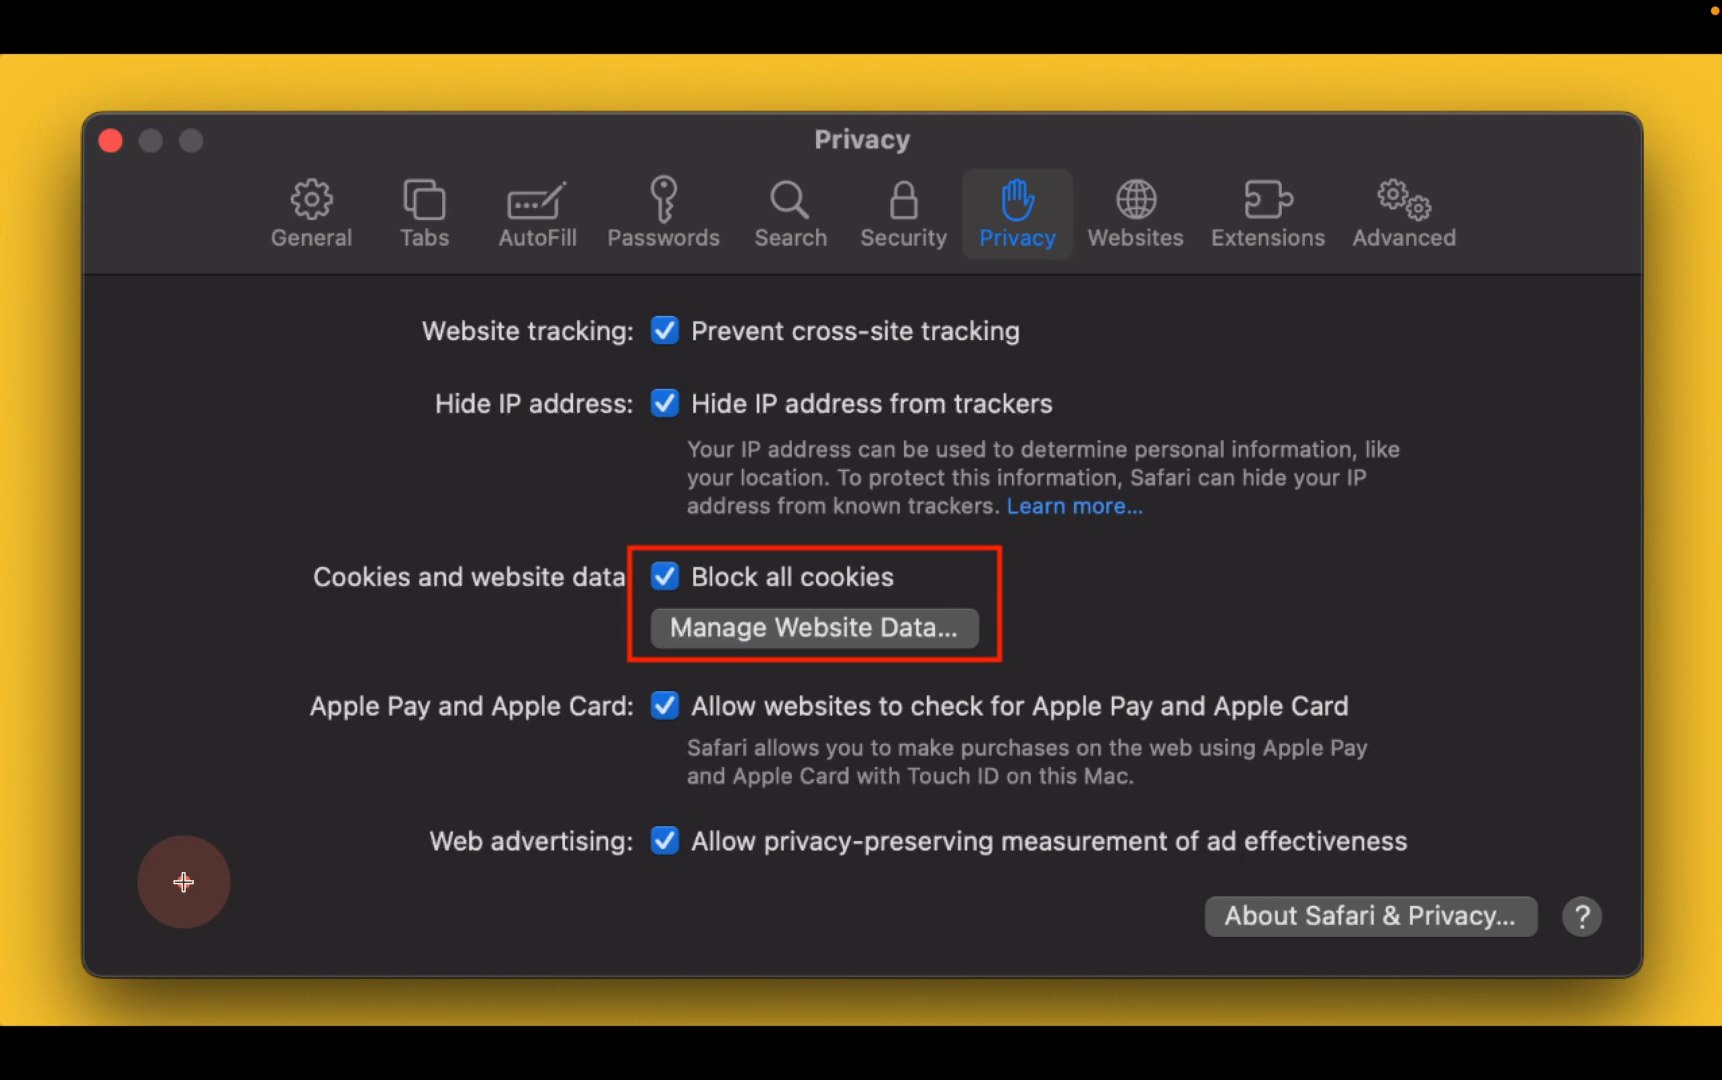 Privacy
General
Tabs
AutoFill
Passwords
Search
Security
Privacy
Websites
Extensions
Advanced
Website tracking: Prevent cross-site tracking
Hide IP address: Hide IP address from trackers
Your IP address can be used to determine personal information, like
your location. To protect this information, Safari can hide your IP
address from known trackers. Learn more...
Cookies and website data Block all cookies
Manage Website Data...
Apple Pay and Apple Card: Allow websites to check for Apple Pay and Apple Card
Safari allows you to make purchases on the web using Apple Pay
and Apple Card with Touch ID on this Mac.
Web advertising: Allow privacy-preserving measurement of ad effectiveness
About Safari & Privacy... ?